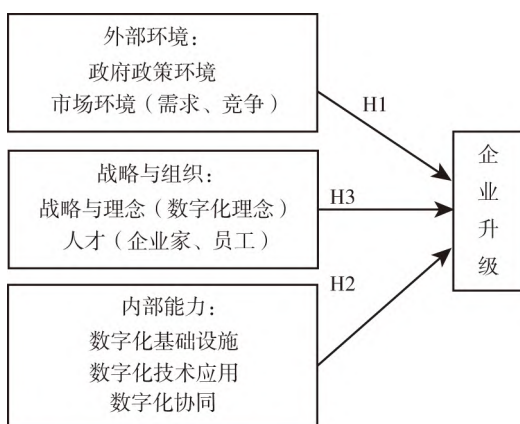 外部环境：
政府政策环境
市场环境（需求、竞争）
H1
战略与组织：
战略与理念（数字化理念）
人才（企业家、员工）
H3
内部能力：
数字化基础设施
数字化技术应用
数字化协同
H2
企
业
升
级